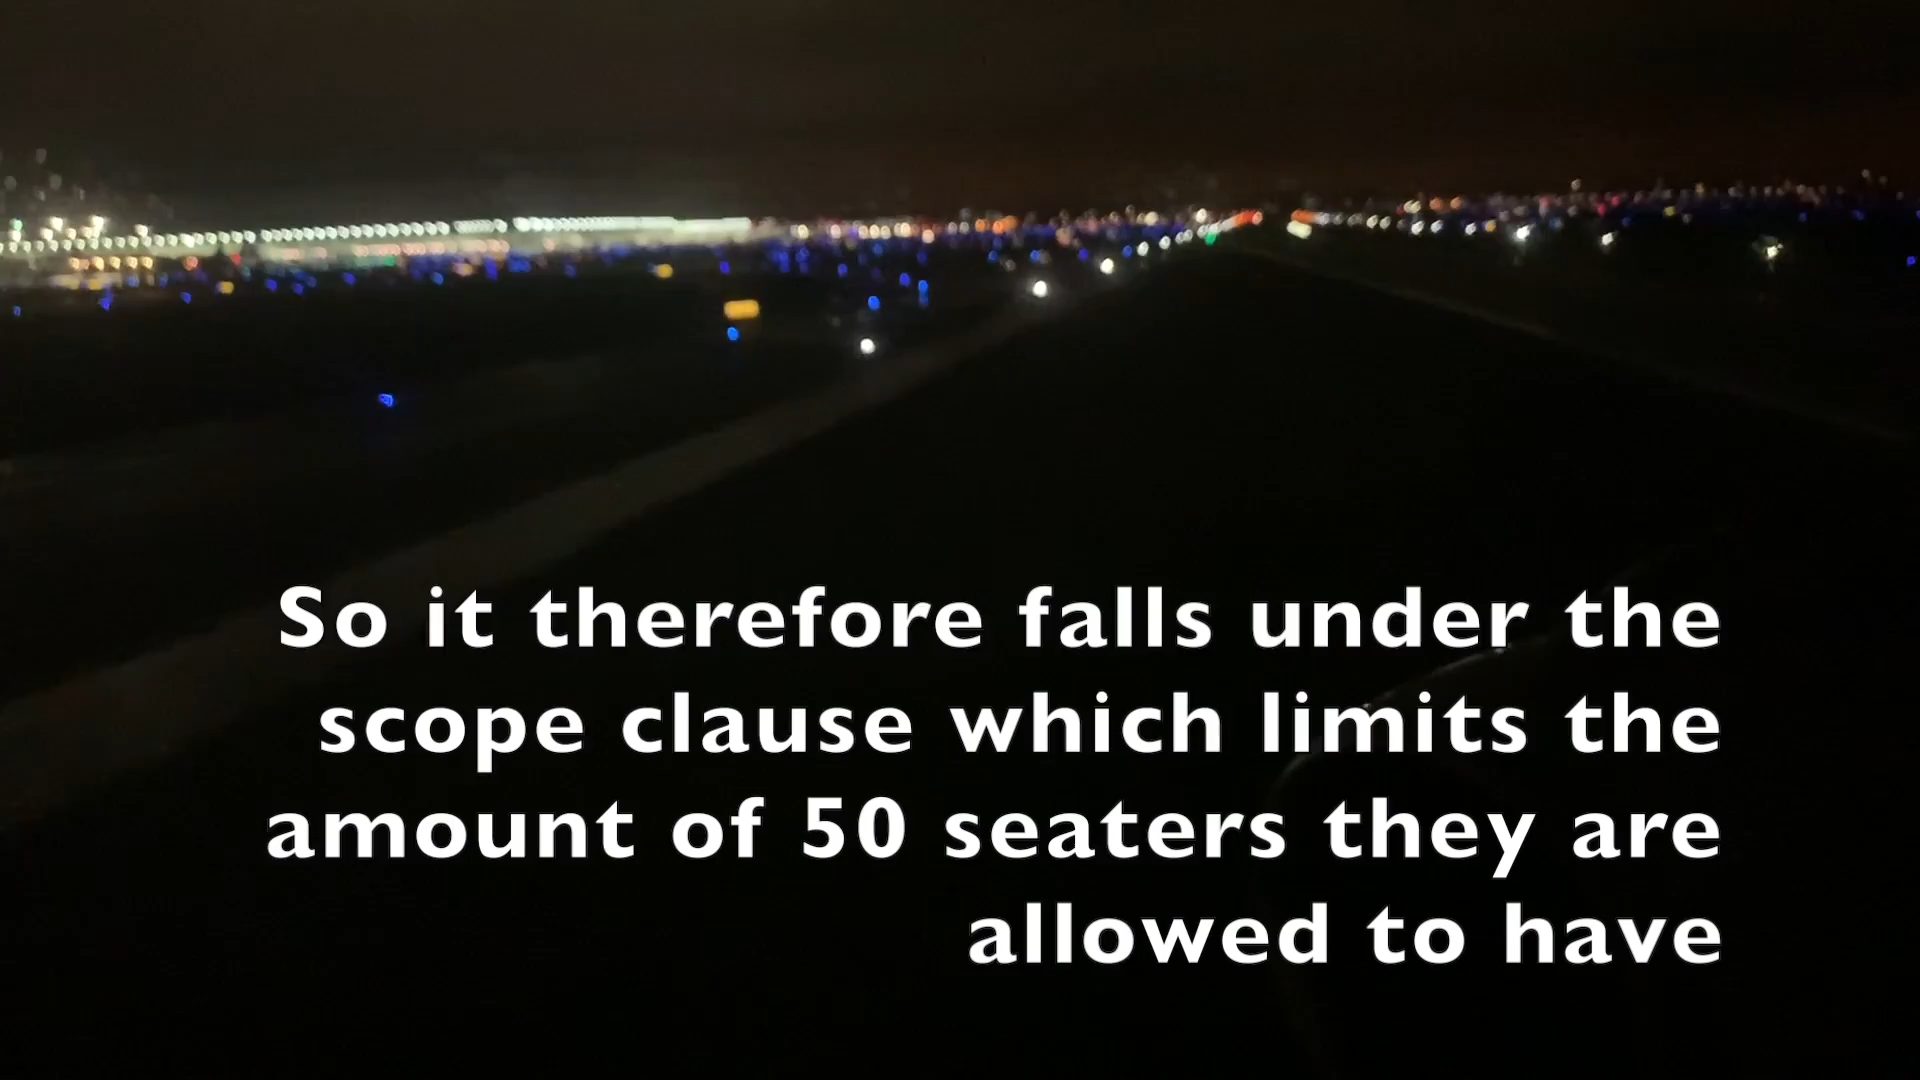 So it therefore falls under the
scope clause which limits the
amount of 50 seaters they are
allowed to have